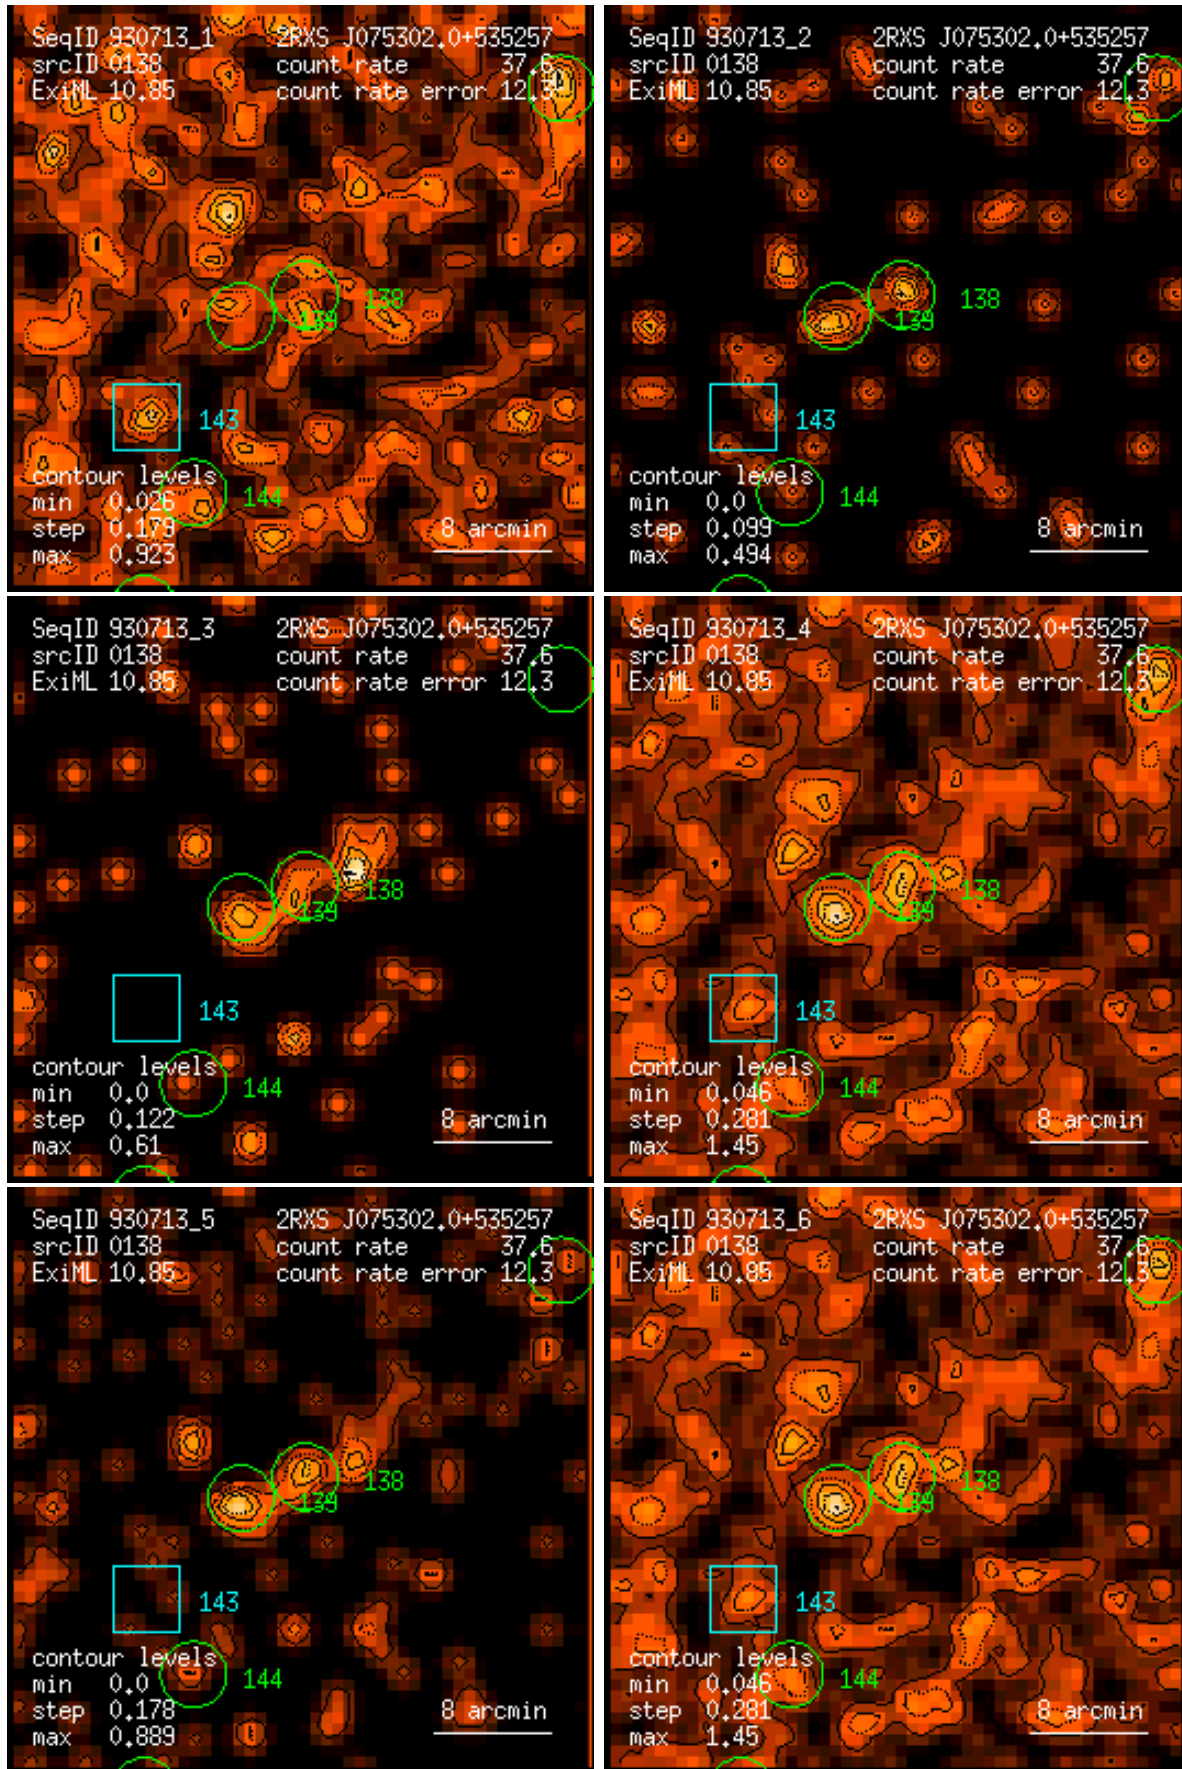 SeqID 930713_1 2RXS J075302.0+535257
srcID 0138 count rate 37.6
ExiML 10.85 count rate error 12.3
138
139
143
contour levels
144
min 0.026
step 0.179 8 arcmin
max 0.923
SeqID 930713_2 2RXS J075302.0+535257
srcID 0138 count rate 37.6
ExiML 10.85 count rate error 12.3
138
139
143
contour levels
144
min 0.0
step 0.099 8 arcmin
max 0.494
SeqID 930713_3 2RXS J075302.0+535257
srcID 0138 count rate 37.6
ExiML 10.85 count rate error 12.3
138
139
143
contour levels
144
min 0.0
step 0.122 8 arcmin
max 0.61
SeqID 930713_4 2RXS J075302.0+535257
srcID 0138 count rate 37.6
ExiML 10.85 count rate error 12.3
138
139
143
contour levels
144
min 0.046
step 0.281 8 arcmin
max 1.45
SeqID 930713_5 2RXS J075302.0+535257
srcID 0138 count rate 37.6
ExiML 10.85 count rate error 12.3
138
139
143
contour levels
144
min 0.0
step 0.178 8 arcmin
max 0.889
SeqID 930713_6 2RXS J075302.0+535257
srcID 0138 count rate 37.6
ExiML 10.85 count rate error 12.3
138
139
143
contour levels
144
min 0.046
step 0.281 8 arcmin
max 1.45